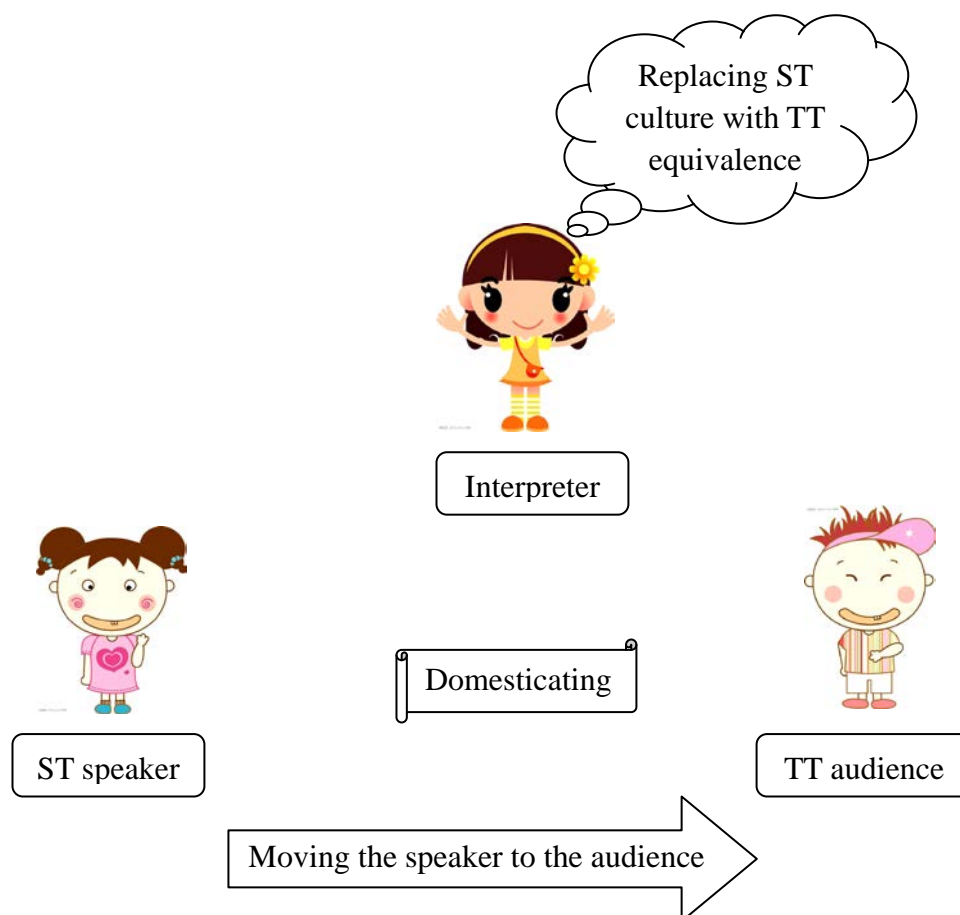 Replacing ST
culture with TT
equivalence
Interpreter
Domesticating
ST speaker
TT audience
Moving the speaker to the audience